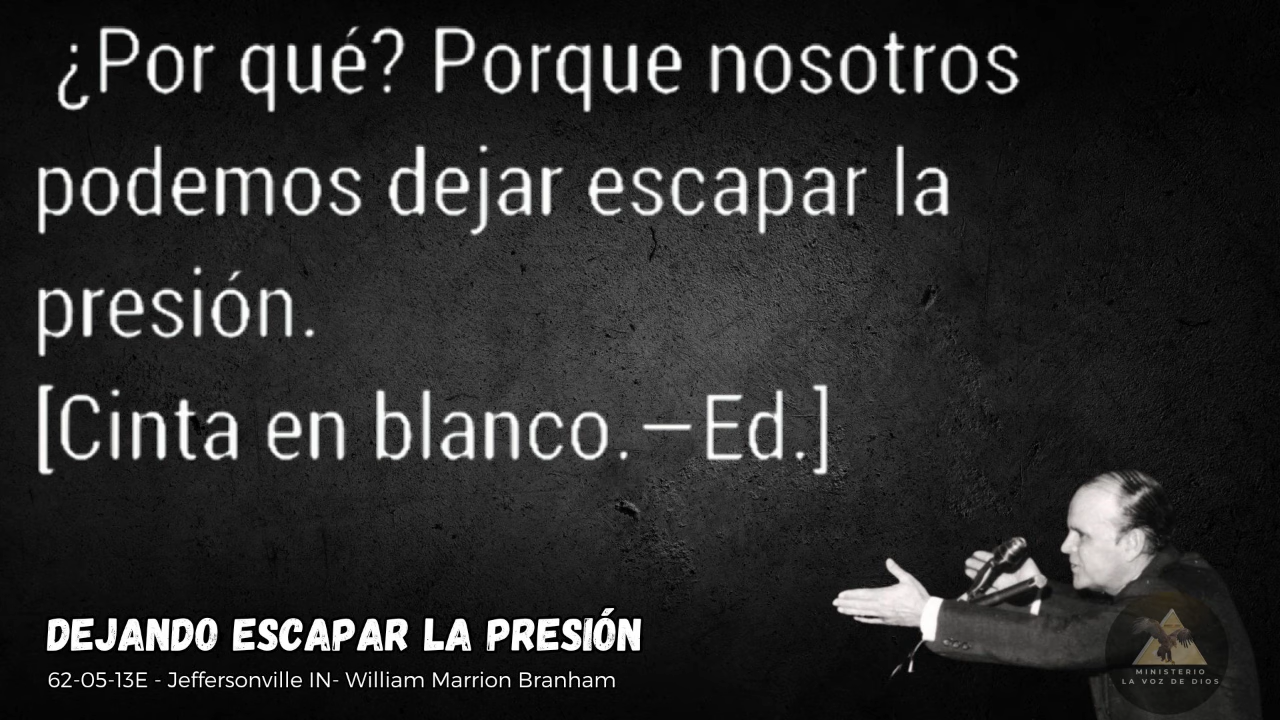 ¿Por qué? Porque nosotros
podemos dejar escapar la
presión.
[Cinta en blanco.—Ed.]
DEJANDO ESCAPAR LA PRESIÓN
62-05-13E - Jeffersonville IN- William Marrion Branham
MINISTERIO
LA VOZ DE DIOS